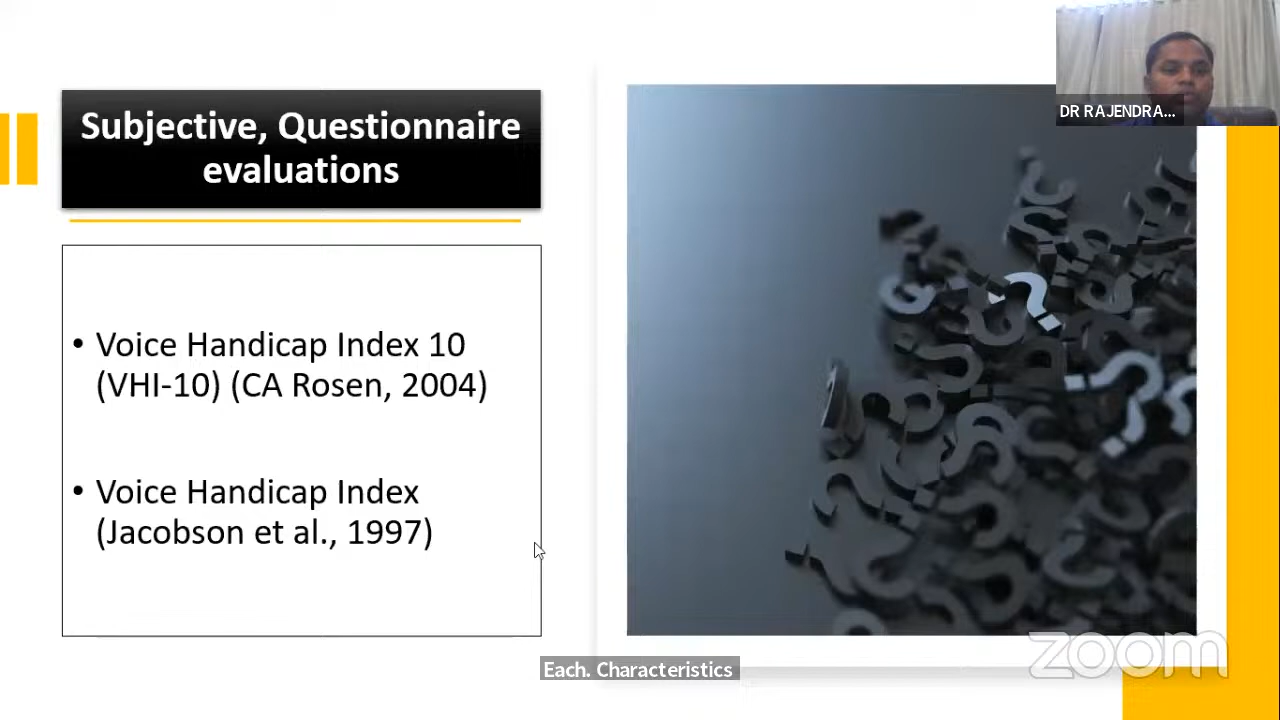 Subjective, Questionnaire
evaluations
• Voice Handicap Index 10
(VHI-10) (CA Rosen, 2004)
• Voice Handicap Index
(Jacobson et al., 1997)
DR RAJENDRA...
zoom
Each. Characteristics